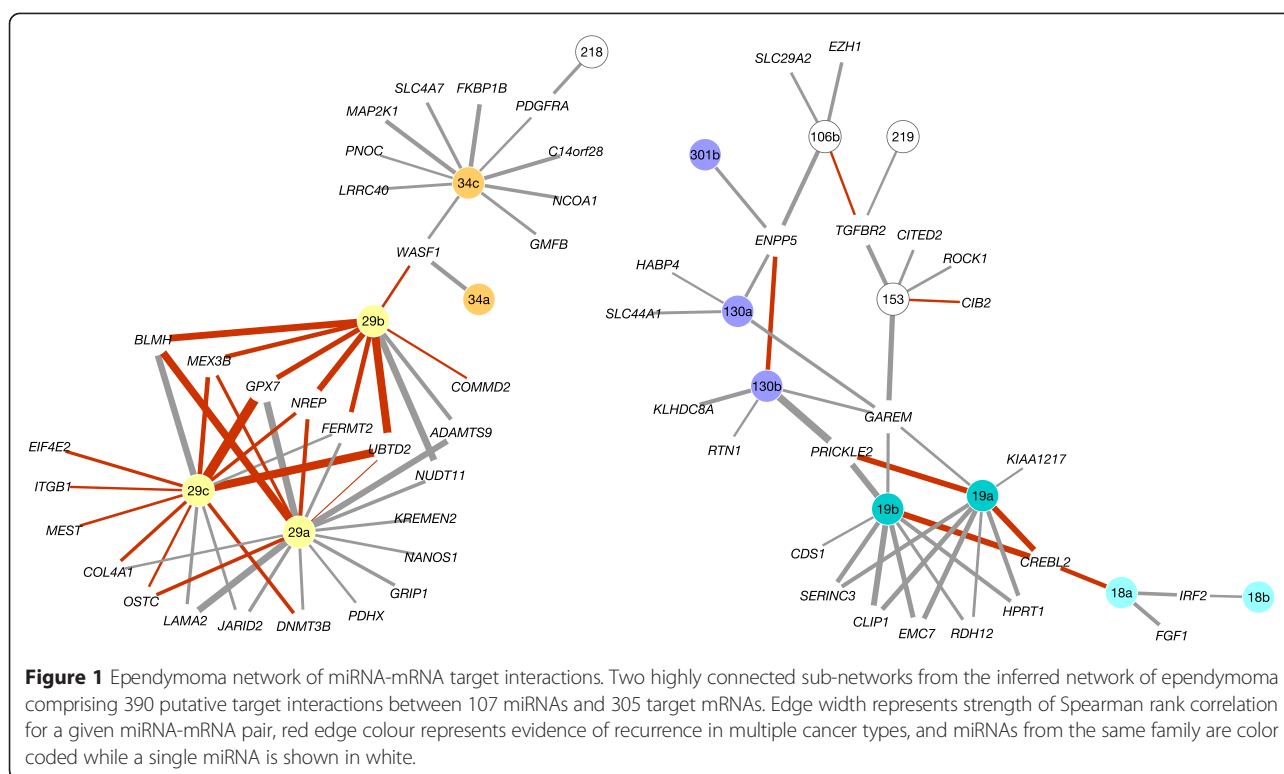 218
EZH1
SLC29A2
SLC4A7
FKBP1B
MAP2K1
PDGFRA
106b
219
PNOC
C14orf28
301b
LRRC40
34c
NCOA1
TGFBR2
CITED2
GMFB
ENPP5
WASF1
ROCK1
HABP4
34a
153
CIB2
SLC44A1
130a
29b
BLMH
MEX3B
COMMD2
GPX7
130b
NREP
KLHDC8A
GAREM
FERMT2
ADAMTS9
EIF4E2
UBTD2
RTN1
PRICKLE2
KIAA1217
NUDT11
ITGB1
29c
19a
19b
KREMEN2
MEST
29a
CDS1
NANOS1
CREBL2
COL4A1
GRIP1
SERINC3
18a
IRF2
18b
OSTC
HPRT1
LAMA2
JARID2
DNMT3B
PDHX
CLIP1
EMC7
RDH12
FGF1
Figure 1 Ependymoma network of miRNA-mRNA target interactions. Two highly connected sub-networks from the inferred network of ependymoma
comprising 390 putative target interactions between 107 miRNAs and 305 target mRNAs. Edge width represents strength of Spearman rank correlation
for a given miRNA-mRNA pair, red edge colour represents evidence of recurrence in multiple cancer types, and miRNAs from the same family are color
coded while a single miRNA is shown in white.